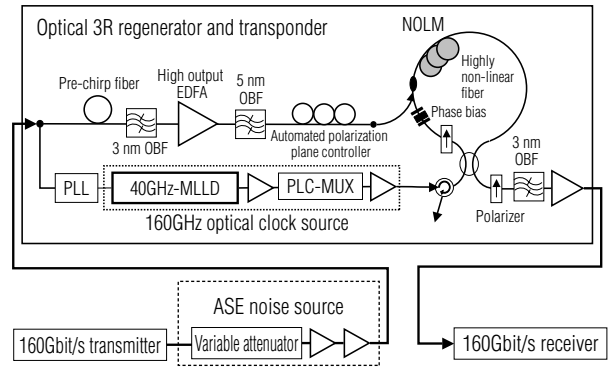 Optical 3R regenerator and transponder
NOLM
Pre-chirp fiber
High output
EDFA
5 nm
OBF
Highly
non-linear
fiber
Phase bias
3 nm OBF
Automated polarization
plane controller
3 nm
OBF
PLL
40GHz-MLLD
PLC-MUX
160GHz optical clock source
Polarizer
ASE noise source
160Gbit/s transmitter
Variable attenuator
160Gbit/s receiver